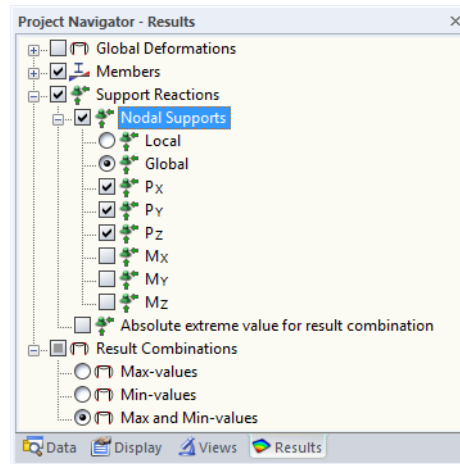 Project Navigator - Results
Global Deformations
Members
Support Reactions
Nodal Supports
Local
Global
PX
PY
PZ
MX
MY
MZ
Absolute extreme value for result combination
Result Combinations
Max-values
Min-values
Max and Min-values
Data Display Views Results